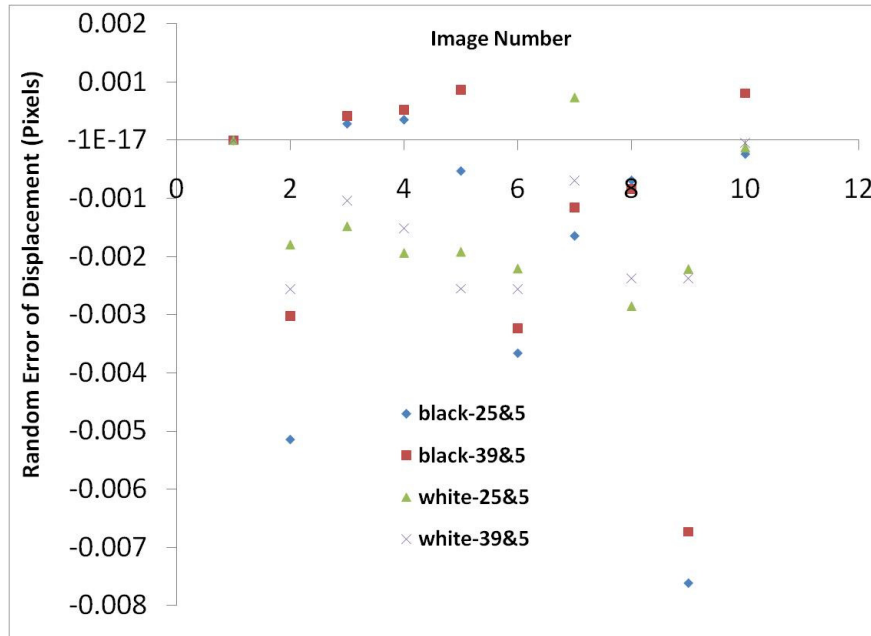 Image Number
Random Error of Displacement (Pixels)
0.002
0.001
-1E-17
-0.001
-0.002
-0.003
-0.004
-0.005
-0.006
-0.007
-0.008
0 2 4 6 8 10 12
black-25&5
black-39&5
white-25&5
white-39&5